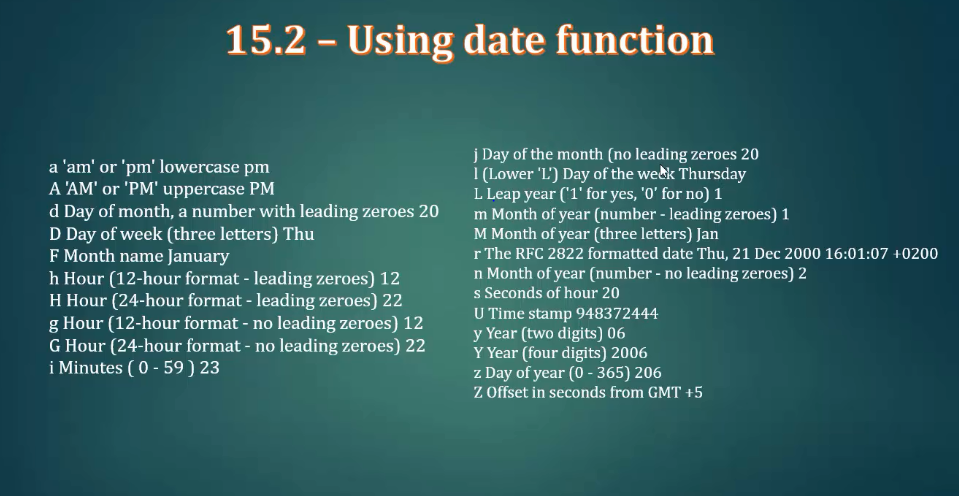 15.2 – Using date function
a 'am' or 'pm' lowercase pm
A 'AM' or 'PM' uppercase PM
d Day of month, a number with leading zeroes 20
D Day of week (three letters) Thu
F Month name January
h Hour (12-hour format - leading zeroes) 12
H Hour (24-hour format - leading zeroes) 22
g Hour (12-hour format - no leading zeroes) 12
G Hour (24-hour format - no leading zeroes) 22
i Minutes ( 0 - 59 ) 23
j Day of the month (no leading zeroes 20
l (Lower 'L') Day of the week Thursday
L Leap year ('1' for yes, '0' for no) 1
m Month of year (number - leading zeroes) 1
M Month of year (three letters) Jan
r The RFC 2822 formatted date Thu, 21 Dec 2000 16:01:07 +0200
n Month of year (number - no leading zeroes) 2
s Seconds of hour 20
U Time stamp 948372444
y Year (two digits) 06
Y Year (four digits) 2006
z Day of year (0 - 365) 206
Z Offset in seconds from GMT +5